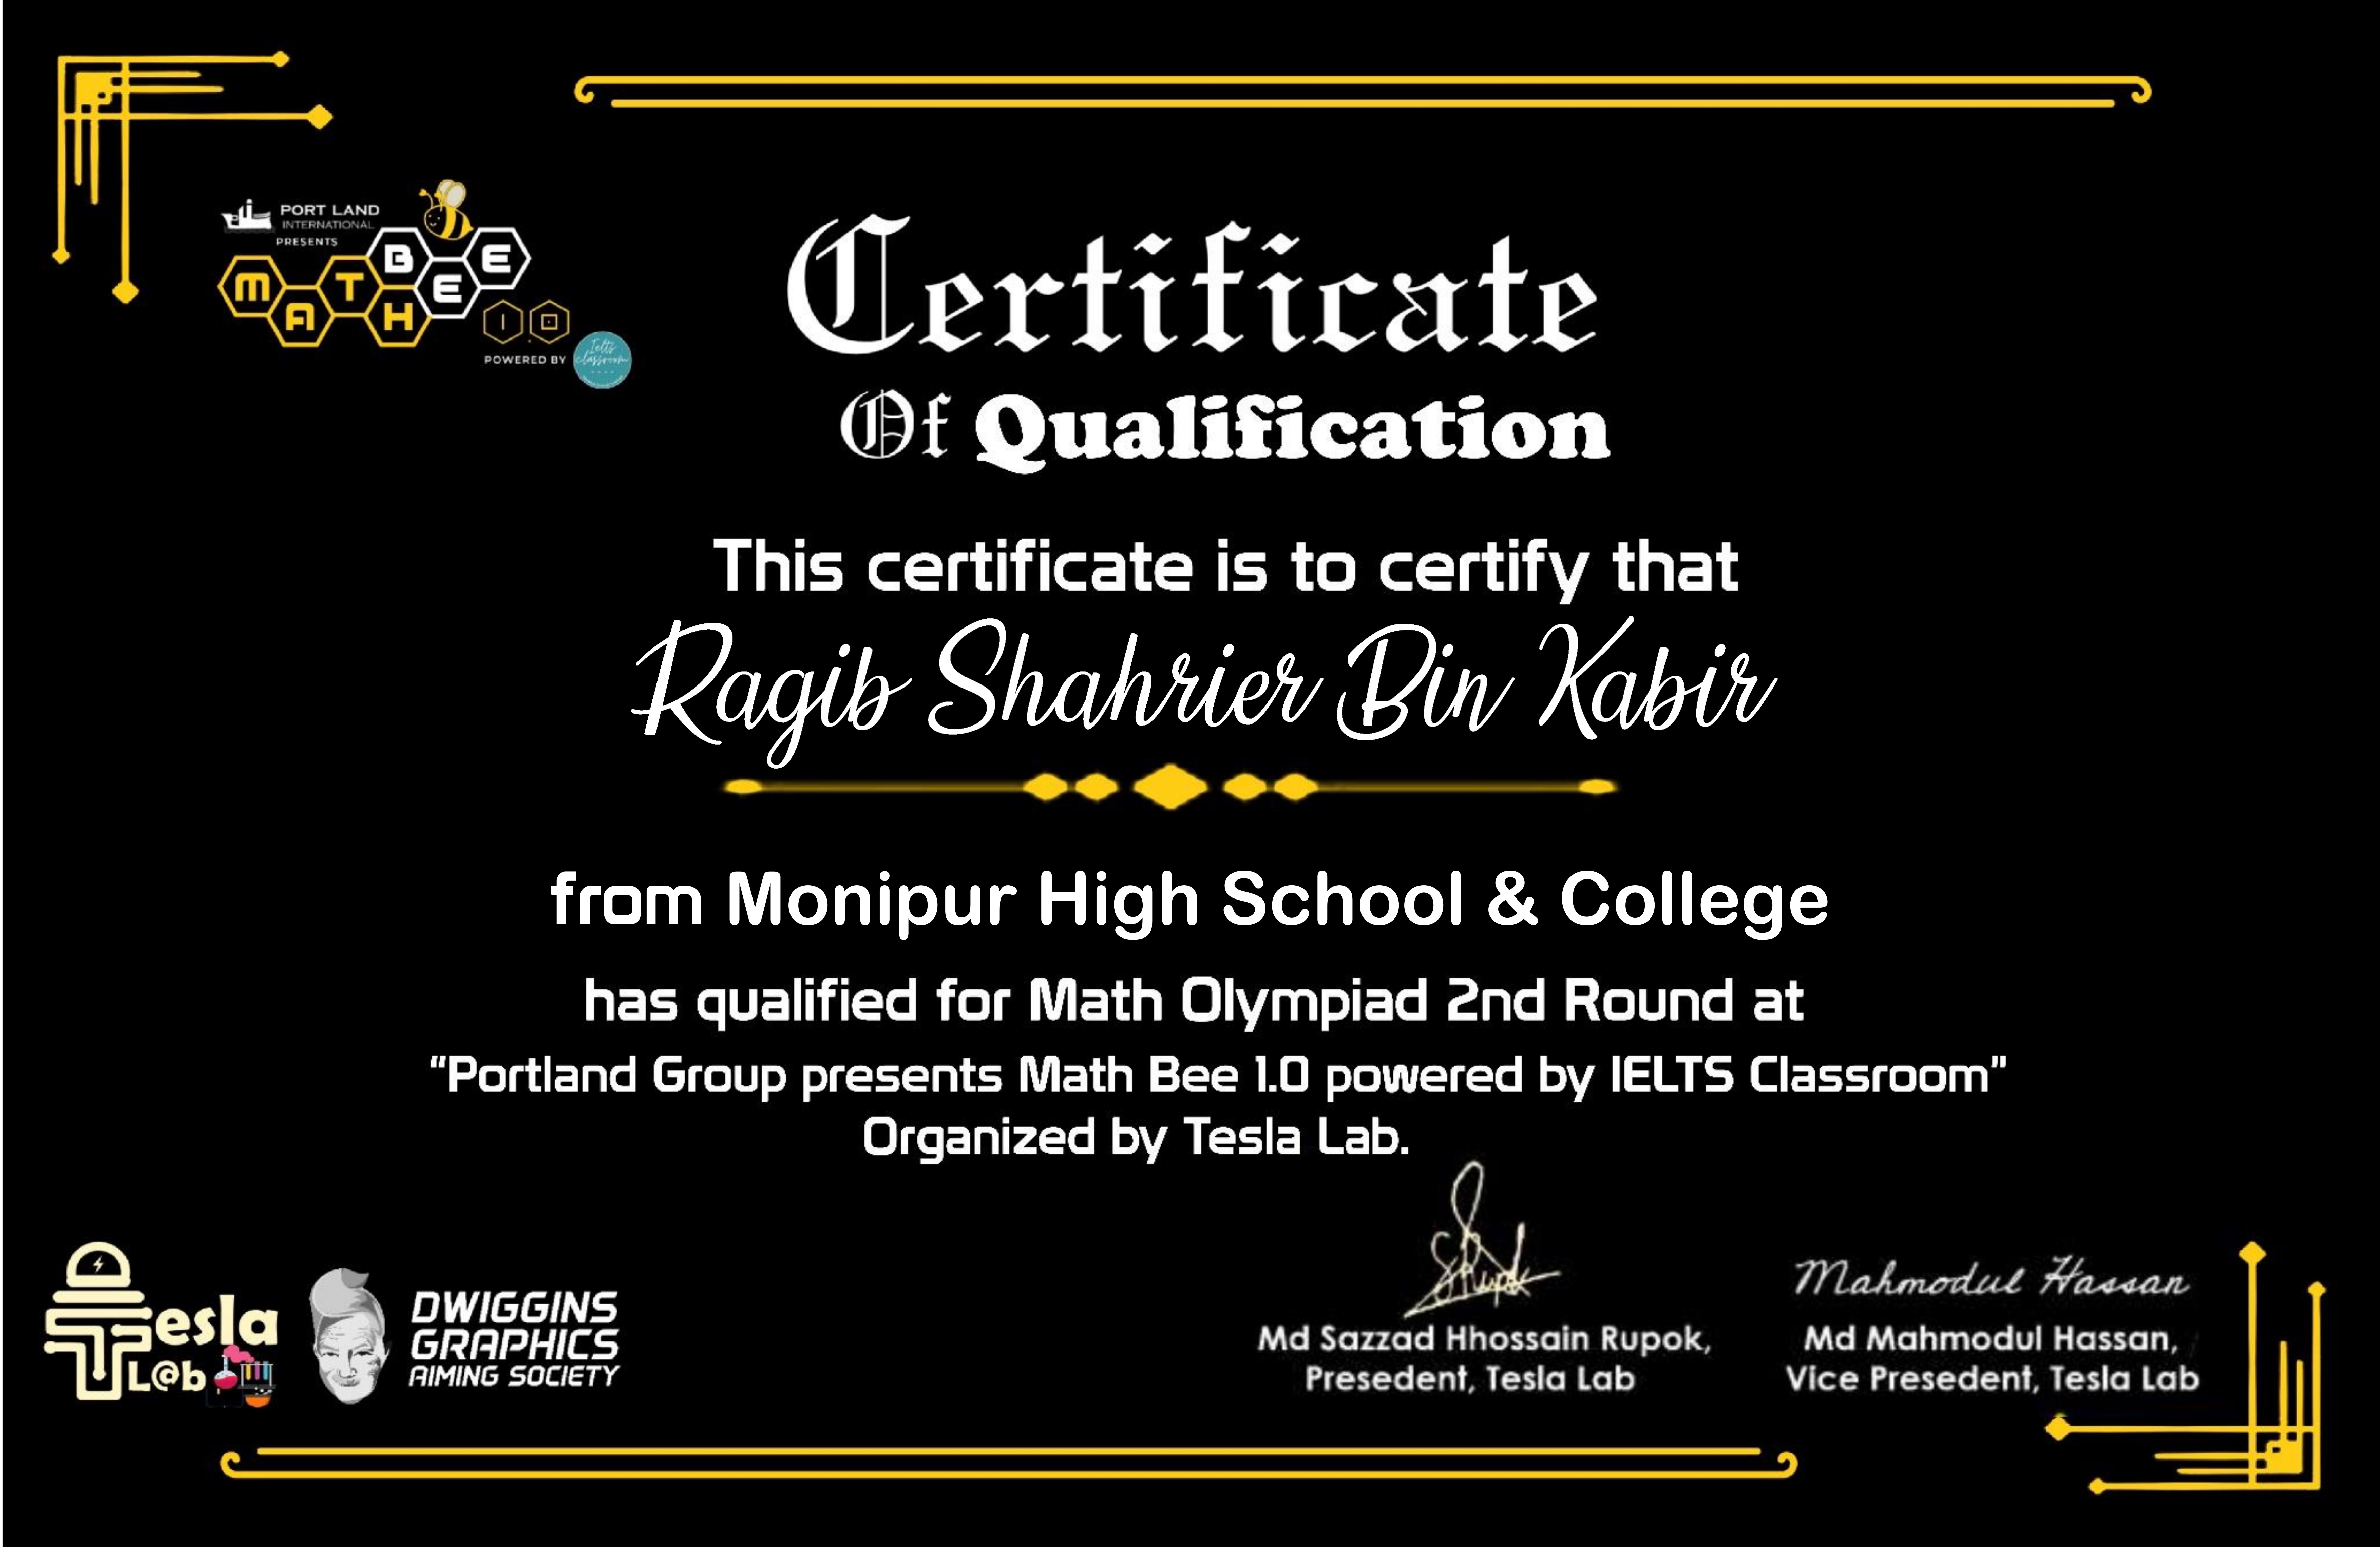 PORT LAND
INTERNATIONAL
PRESENTS
MATH BEE
1.0
POWERED BY
Ielts
classroom
Certificate
Of Qualification
This certificate is to certify that
Ragib Shahrier Bin Kabir
from Monipur High School & College
has qualified for Math Olympiad 2nd Round at
“Portland Group presents Math Bee 1.0 powered by IELTS Classroom”
Organized by Tesla Lab.
Tesla
L@b
DWIGGINS
GRAPHICS
AIMING SOCIETY
Md Sazzad Hhossain Rupok,
Presedent, Tesla Lab
Mahmodul Hassan
Md Mahmodul Hassan,
Vice Presedent, Tesla Lab